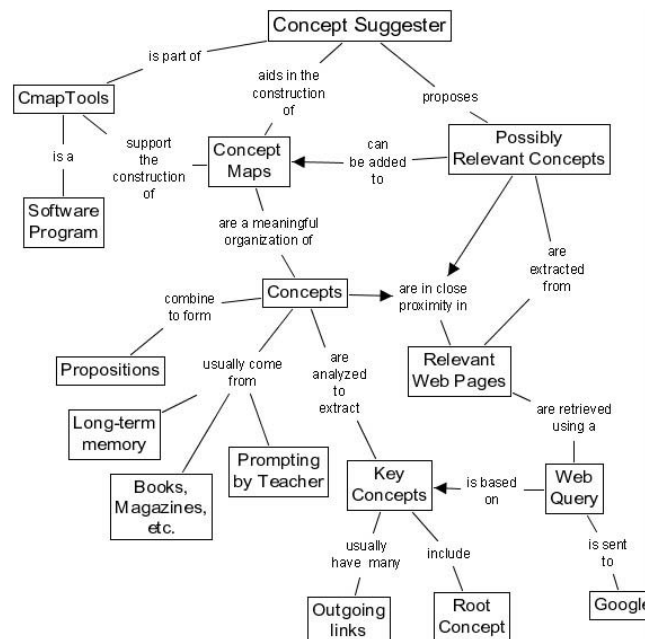 Concept Suggester
is part of
aids in the
construction
of
proposes
CmapTools
is a
support
the
construction
of
Concept
Maps
can
be added
to
Possibly
Relevant Concepts
Software
Program
are a meaningful
organization of
are
extracted
from
Concepts
are in close
proximity in
combine
to form
Propositions
usually come
from
are
analyzed
to
extract
Relevant
Web Pages
Long-term
memory
Books,
Magazines,
etc.
Prompting
by Teacher
are retrieved
using a
Key
Concepts
is based
on
Web
Query
usually
have many
include
is sent
to
Outgoing
links
Root
Concept
Google